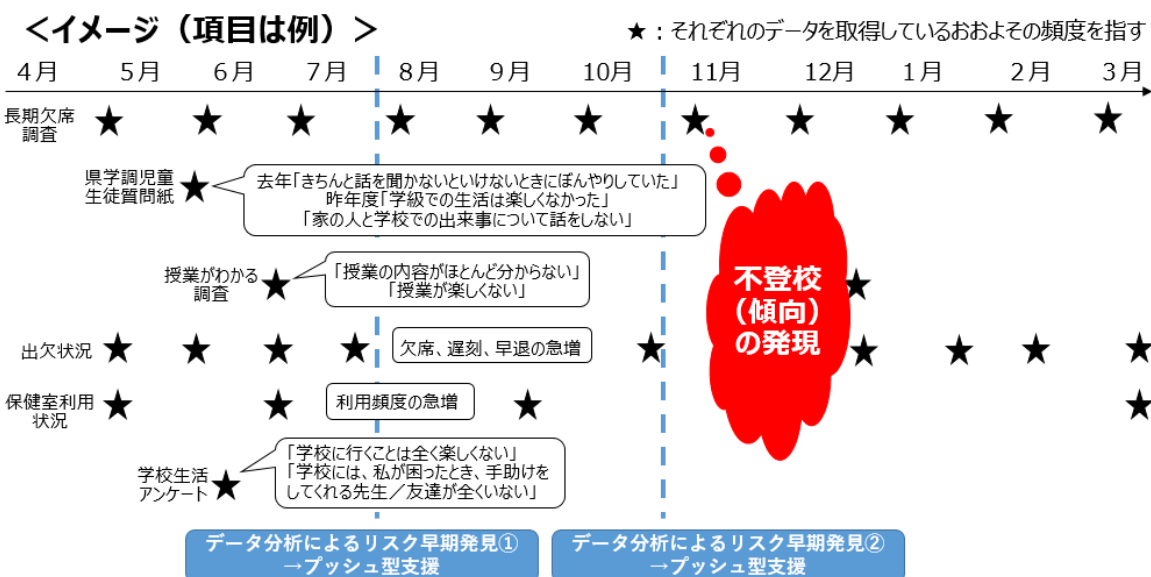 ＜イメージ（項目は例）＞
★：それぞれのデータを取得しているおおよその頻度を指す
4月 5月 6月 7月 8月 9月 10月 11月 12月 1月 2月 3月
長期欠席
調査
県学調児童
生徒質問紙
去年「きちんと話を聞かないといけないときにぼんやりしていた」
昨年度「学級での生活は楽しくなかった」
「家の人と学校での出来事について話をしない」
授業がわかる
調査
「授業の内容がほとんど分からない」
「授業が楽しくない」
不登校
（傾向）
の発現
出欠状況
欠席、遅刻、早退の急増
保健室利用
状況
利用頻度の急増
学校生活
アンケート
「学校に行くことは全く楽しくない」
「学校には、私が困ったとき、手助けを
してくれる先生／友達が全くいない」
データ分析によるリスク早期発見①
→プッシュ型支援
データ分析によるリスク早期発見②
→プッシュ型支援